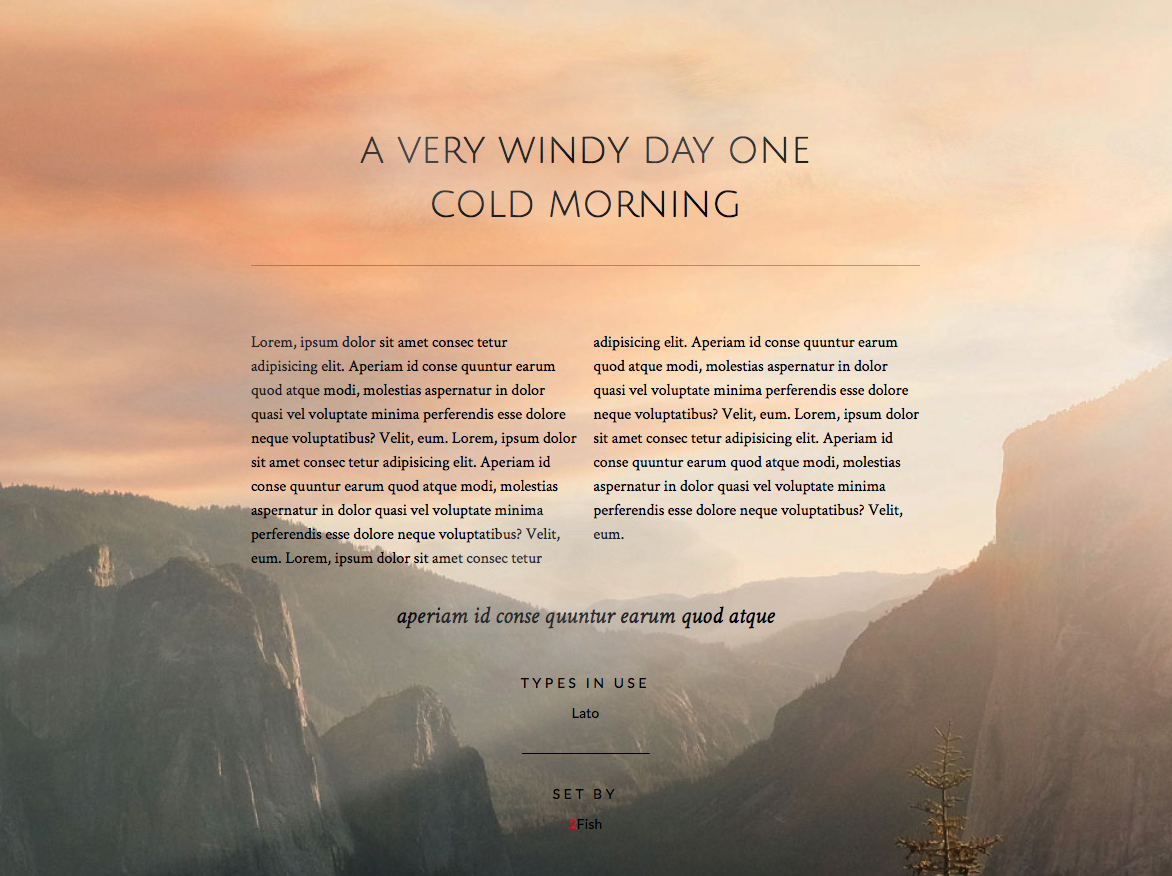 A VERY WINDY DAY ONE
COLD MORNING
Lorem, ipsum dolor sit amet consec tetur
adipisicing elit. Aperiam id conse quuntur earum
quod atque modi, molestias aspernatur in dolor
quasi vel voluptate minima perferendis esse dolore
neque voluptatibus? Velit, eum. Lorem, ipsum dolor
sit amet consec tetur adipisicing elit. Aperiam id
conse quuntur earum quod atque modi, molestias
aspernatur in dolor quasi vel voluptate minima
perferendis esse dolore neque voluptatibus? Velit,
eum. Lorem, ipsum dolor sit amet consec tetur
adipisicing elit. Aperiam id conse quuntur earum
quod atque modi, molestias aspernatur in dolor
quasi vel voluptate minima perferendis esse dolore
neque voluptatibus? Velit, eum. Lorem, ipsum dolor
sit amet consec tetur adipisicing elit. Aperiam id
conse quuntur earum quod atque modi, molestias
aspernatur in dolor quasi vel voluptate minima
perferendis esse dolore neque voluptatibus? Velit,
eum.
aperiam id conse quuntur earum quod atque
TYPES IN USE
Lato
SET BY
2Fish